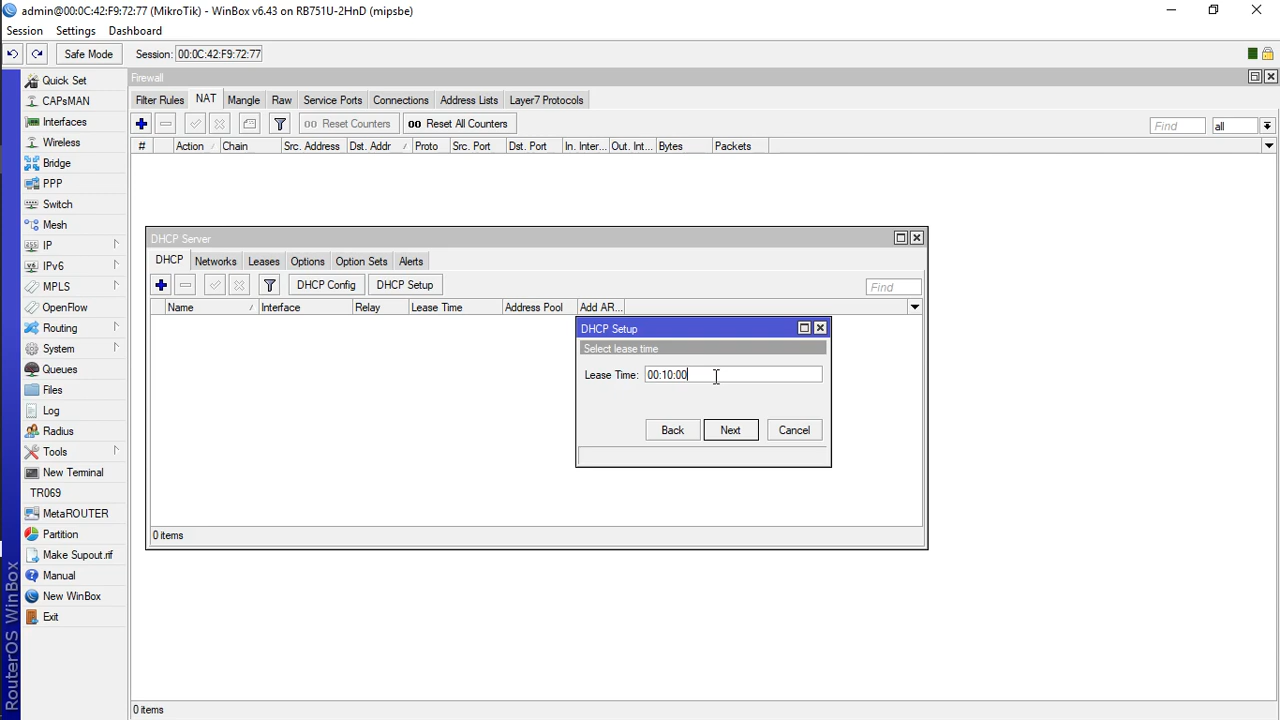 admin@00:0C:42:F9:72:77 (MikroTik) - WinBox v6.43 on RB751U-2HnD (mipsbe)
Session Settings Dashboard
Safe Mode Session: 00:0C:42:F9:72:77
Quick Set
CAPsMAN
Interfaces
Wireless
Bridge
PPP
Switch
Mesh
IP
IPv6
MPLS
OpenFlow
Routing
System
Queues
Files
Log
Radius
Tools
New Terminal
TR069
MetaROUTER
Partition
Make Supout.rif
Manual
New WinBox
Exit
RouterOS WinBox
Firewall
Filter Rules NAT Mangle Raw Service Ports Connections Address Lists Layer7 Protocols
00 Reset Counters 00 Reset All Counters Find all
# Action Chain Src. Address Dst. Addr Proto Src. Port Dst. Port In. Inter... Out. Int... Bytes Packets
DHCP Server
DHCP Networks Leases Options Option Sets Alerts
DHCP Config DHCP Setup Find
Name Interface Relay Lease Time Address Pool Add AR...
DHCP Setup
Select lease time
Lease Time: 00:10:00
Back Next Cancel
0 items
0 items